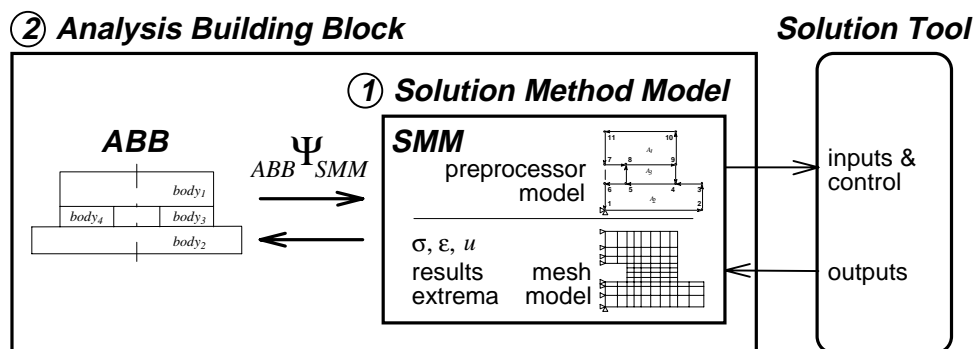 2 Analysis Building Block
Solution Tool
1 Solution Method Model
ABB
ABB Ψ SMM
body1
body4
body3
body2
SMM
preprocessor
model
11
10
A1
7
8
9
A3
6
5
4
3
A2
1
2
σ, ε, u
results
extrema
mesh
model
inputs &
control
outputs